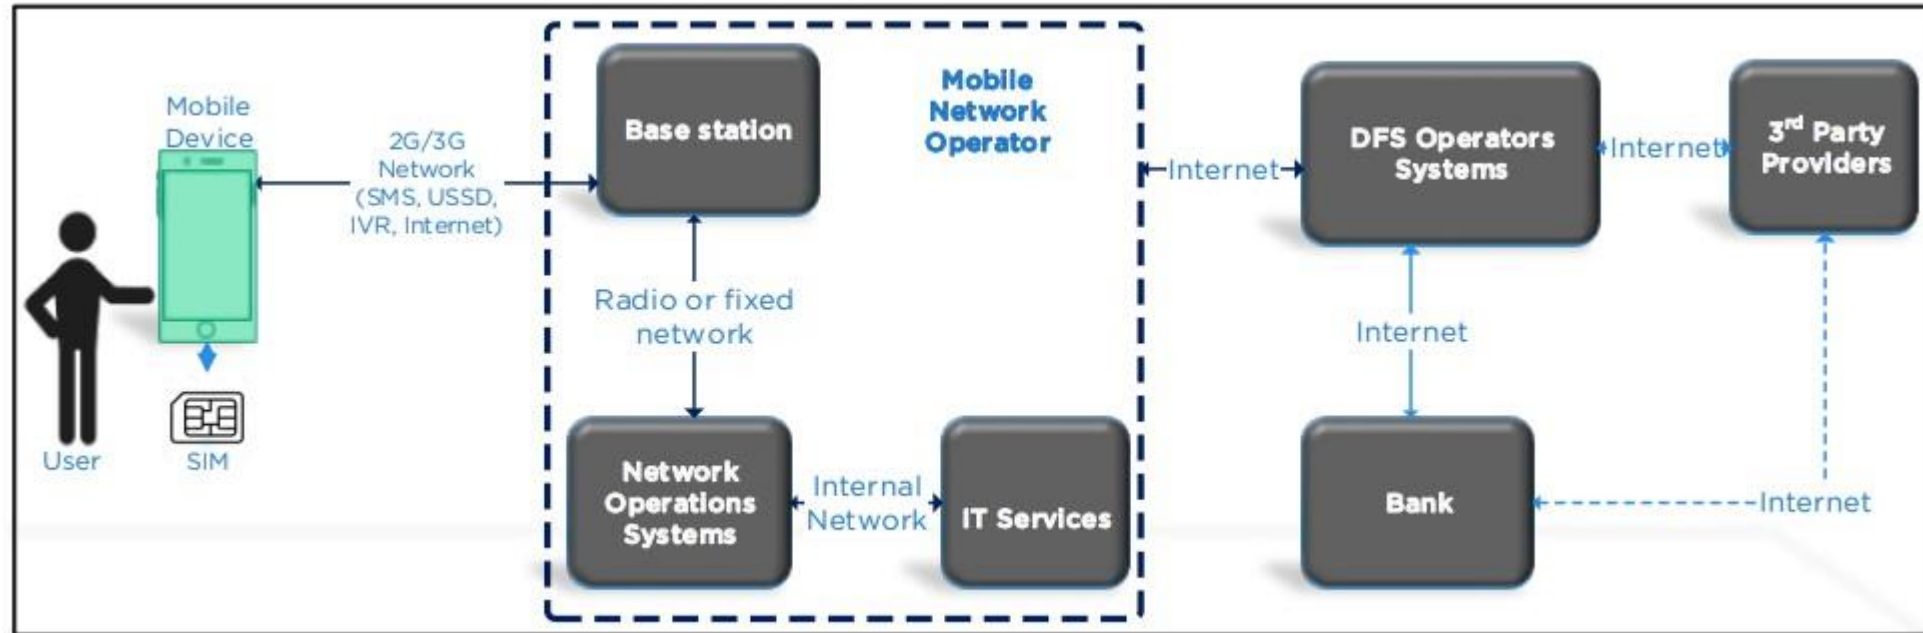 Mobile
Device
User
SIM
2G/3G
Network
(SMS, USSD,
IVR, Internet)
Base station
Mobile
Network
Operator
Radio or fixed
network
Network
Operations
Systems
Internal
Network
IT Services
Internet
DFS Operators
Systems
Internet
3rd Party
Providers
Internet
Bank
Internet